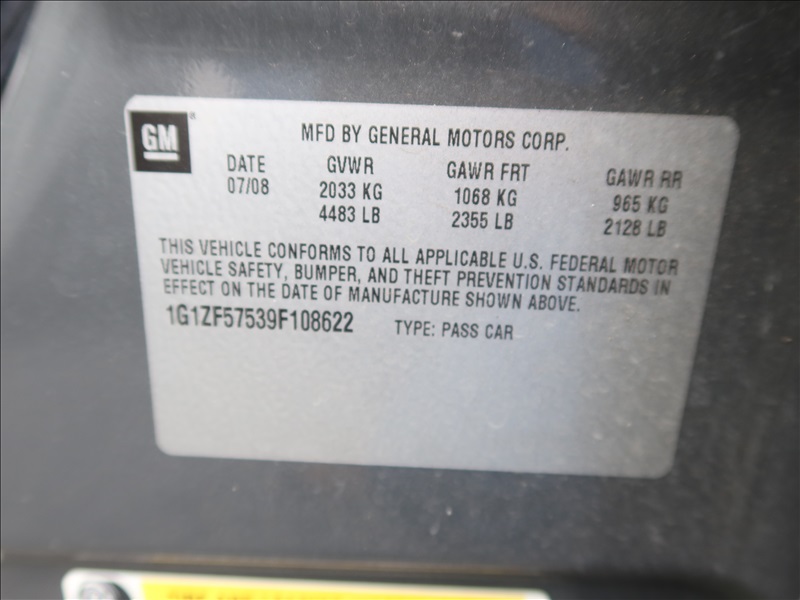 GM
MFD BY GENERAL MOTORS CORP.
DATE GVWR GAWR FRT GAWR RR
07/08 2033 KG 1068 KG 965 KG
4483 LB 2355 LB 2128 LB
THIS VEHICLE CONFORMS TO ALL APPLICABLE U.S. FEDERAL MOTOR
VEHICLE SAFETY, BUMPER, AND THEFT PREVENTION STANDARDS IN
EFFECT ON THE DATE OF MANUFACTURE SHOWN ABOVE.
1G1ZF57539F108622 TYPE: PASS CAR